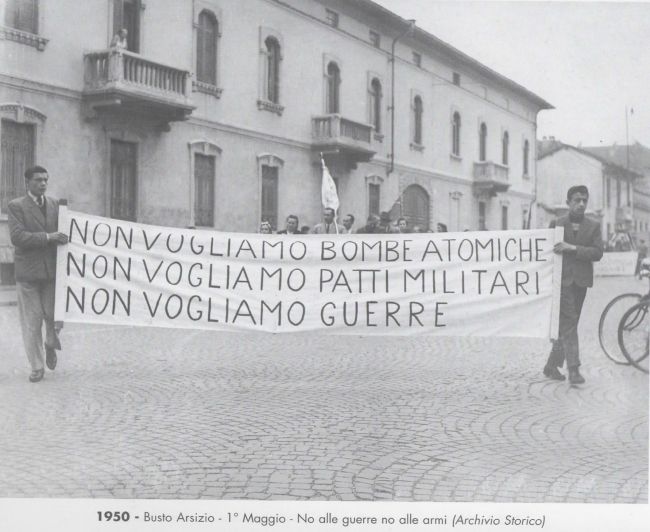 NON VUGLIAMO BOMBE ATOMICHE
NON VOGLIAMO PATTI MILITARI
NON VOGLIAMO GUERRE
1950 - Busto Arsizio - 1° Maggio - No alle guerre no alle armi (Archivio Storico)